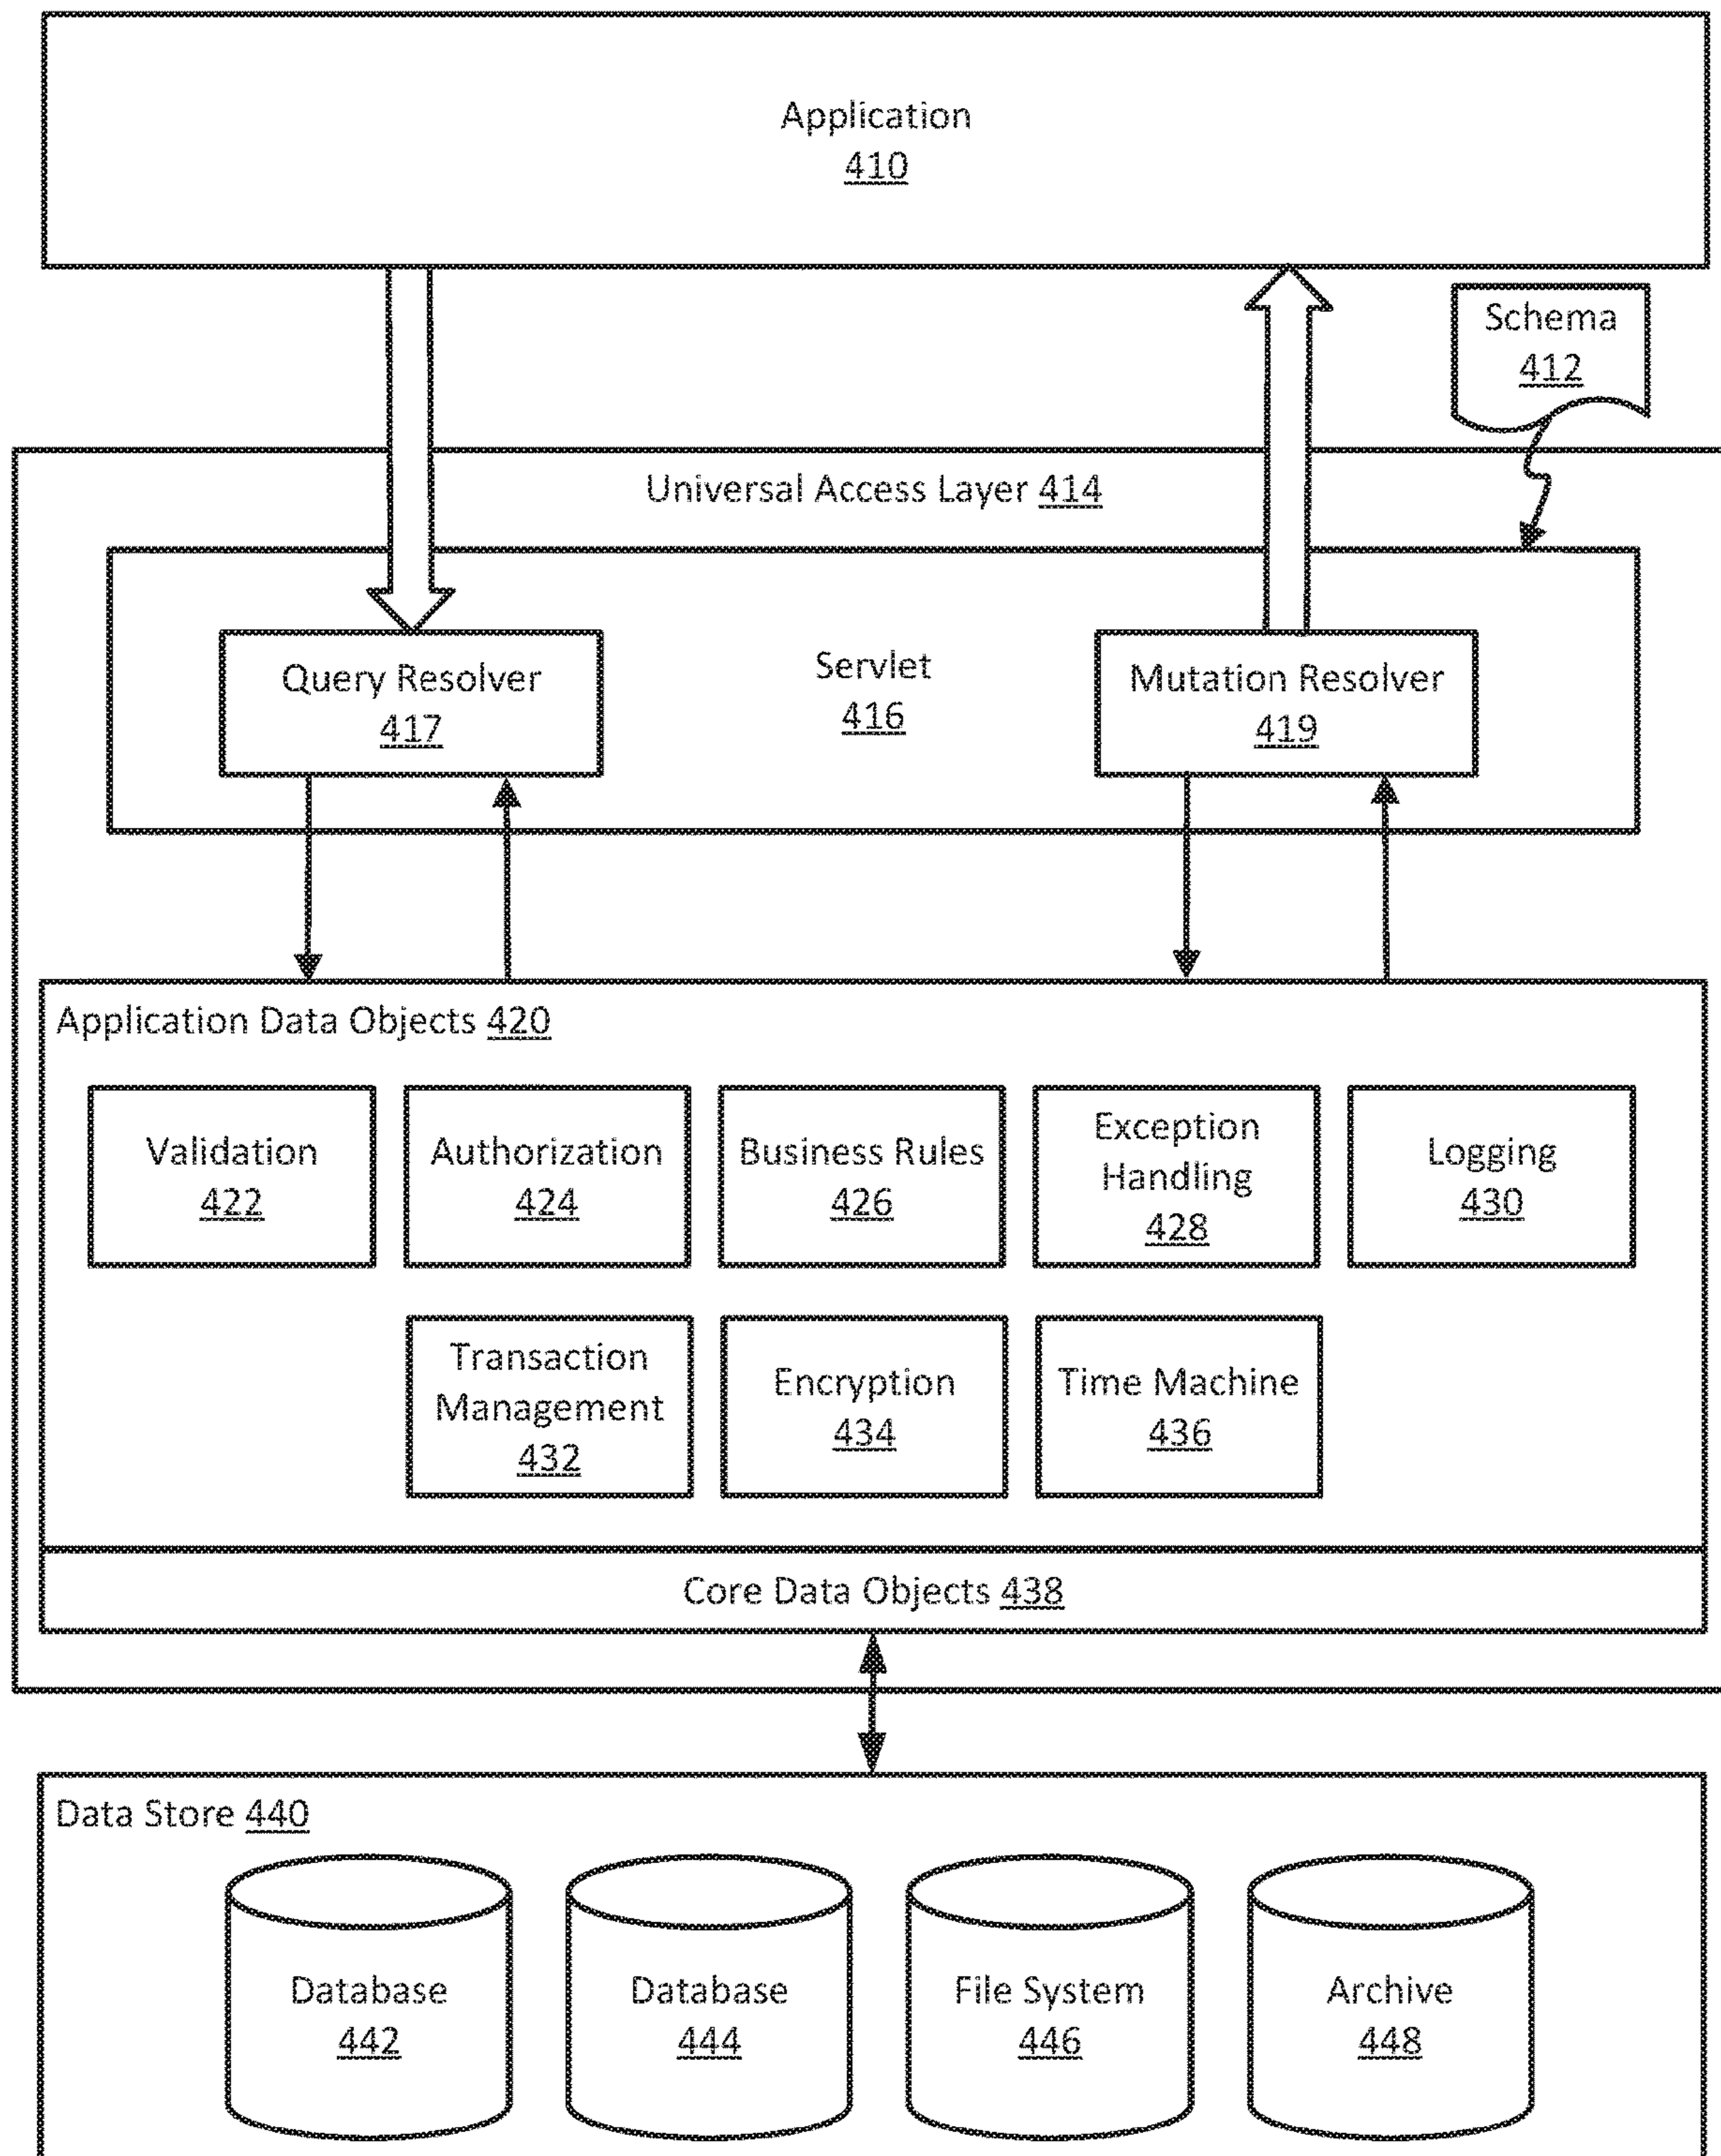 Application
410
Schema
412
Universal Access Layer 414
Query Resolver
417
Servlet
416
Mutation Resolver
419
Application Data Objects 420
Validation
422
Authorization
424
Business Rules
426
Exception
Handling
428
Logging
430
Transaction
Management
432
Encryption
434
Time Machine
436
Core Data Objects 438
Data Store 440
Database
442
Database
444
File System
446
Archive
448